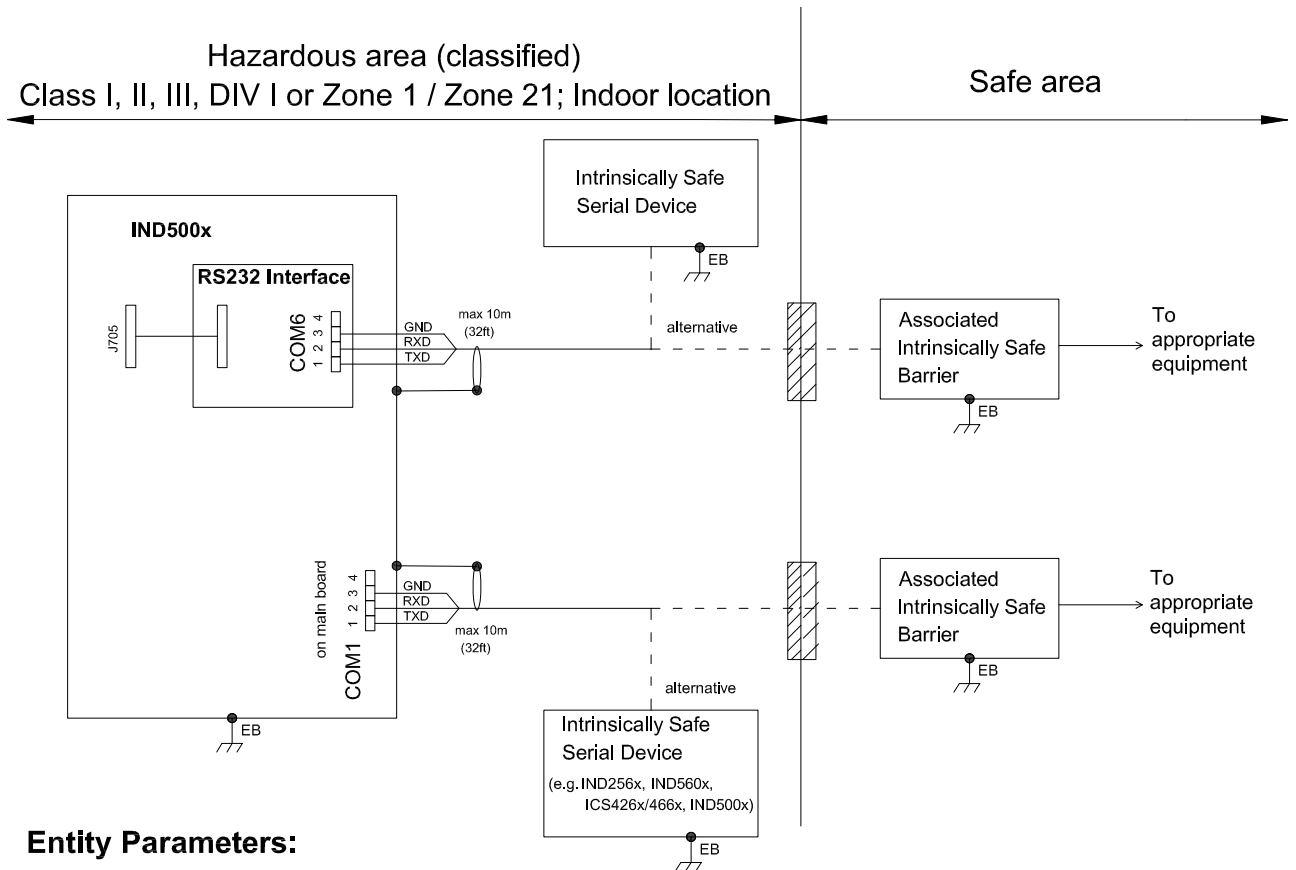 Hazardous area (classified)
Class I, II, III, DIV I or Zone 1 / Zone 21; Indoor location
Safe area
Intrinsically Safe
Serial Device
EB
IND500x
RS232 Interface
J705
COM6
1 2 3 4
GND
RXD
TXD
max 10m
(32ft)
alternative
Associated
Intrinsically Safe
Barrier
EB
To
appropriate
equipment
on main board
COM1
1 2 3 4
GND
RXD
TXD
max 10m
(32ft)
Associated
Intrinsically Safe
Barrier
EB
To
appropriate
equipment
alternative
EB
Intrinsically Safe
Serial Device
(e.g. IND256x, IND560x,
ICS426x/466x, IND500x)
EB
Entity Parameters: